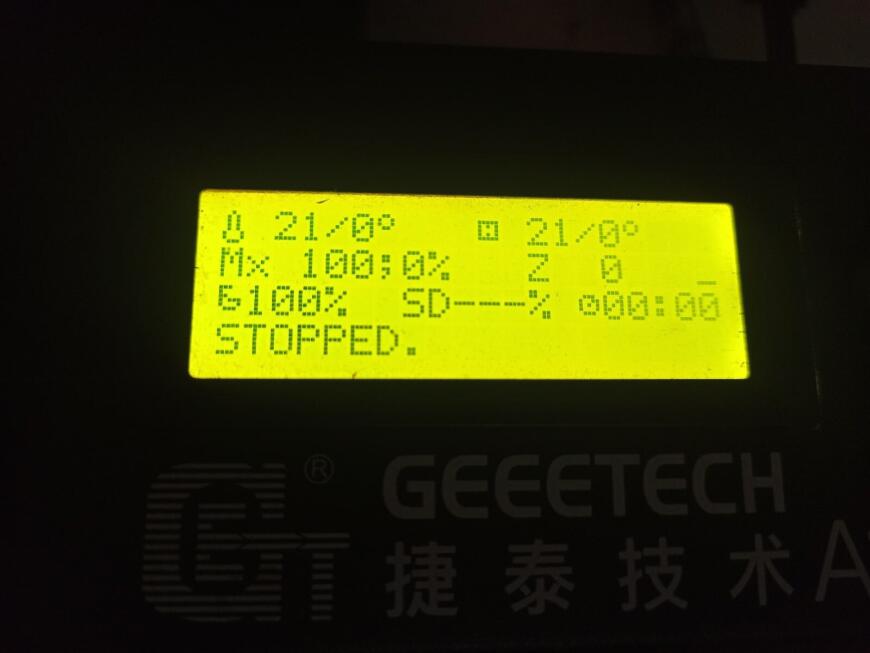 21/0° 21/0°
Mx 100;0% Z 0
100% SD---% 00:00
STOPPED.
® GEEETECH
捷泰技术 A